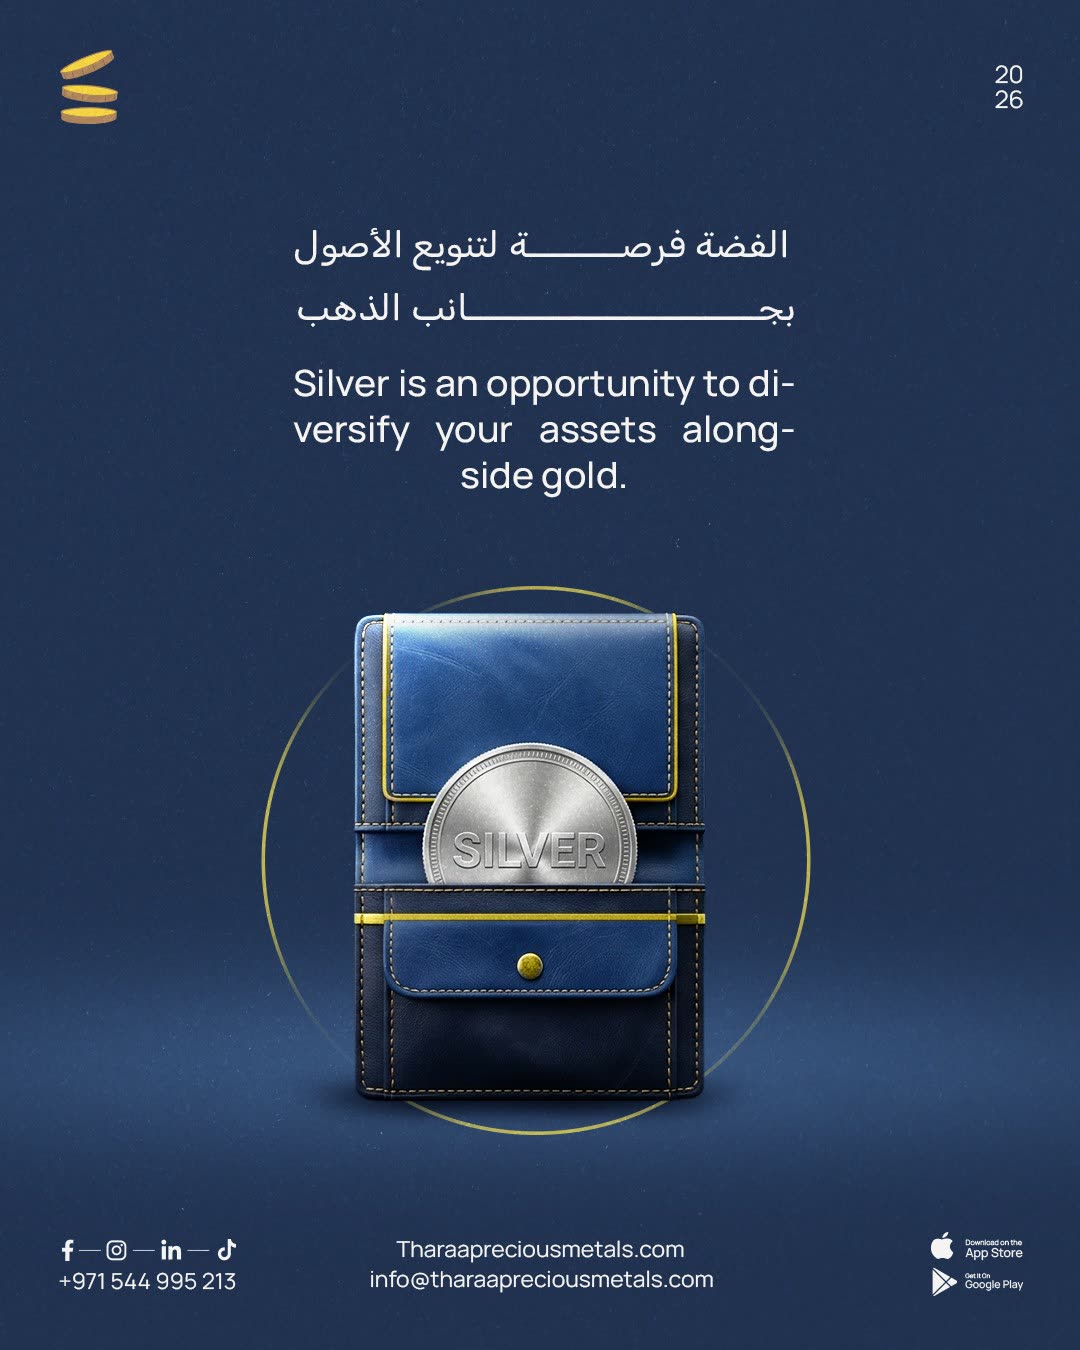 20
26
الفضة فرصـــــــة لتنويع الأصول
بجـــــــــــــــــــــــانب الذهب
Silver is an opportunity to di-
versify your assets along-
side gold.
SILVER
+971 544 995 213
Tharaapreciousmetals.com
info@tharaapreciousmetals.com
Download on the
App Store
Get It On
Google Play